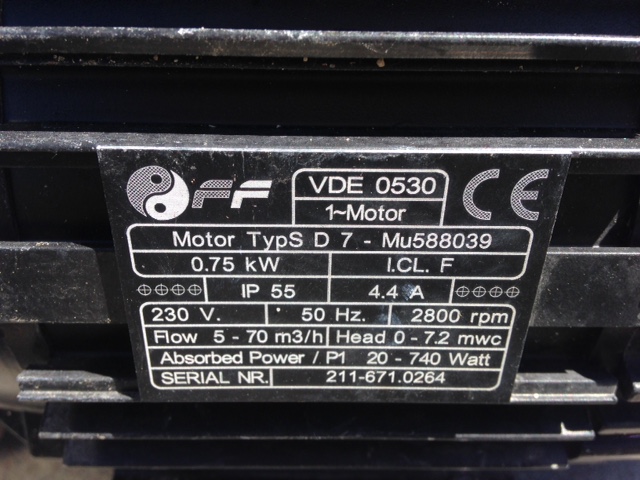 FF
VDE 0530
CE
1~Motor
Motor TypS D 7 - Mu588039
0.75 kW I.CL. F
IP 55 4.4 A
230 V. 50 Hz. 2800 rpm
Flow 5 - 70 m3/h Head 0 - 7.2 mwc
Absorbed Power / P1 20 - 740 Watt
SERIAL NR. 211-671.0264